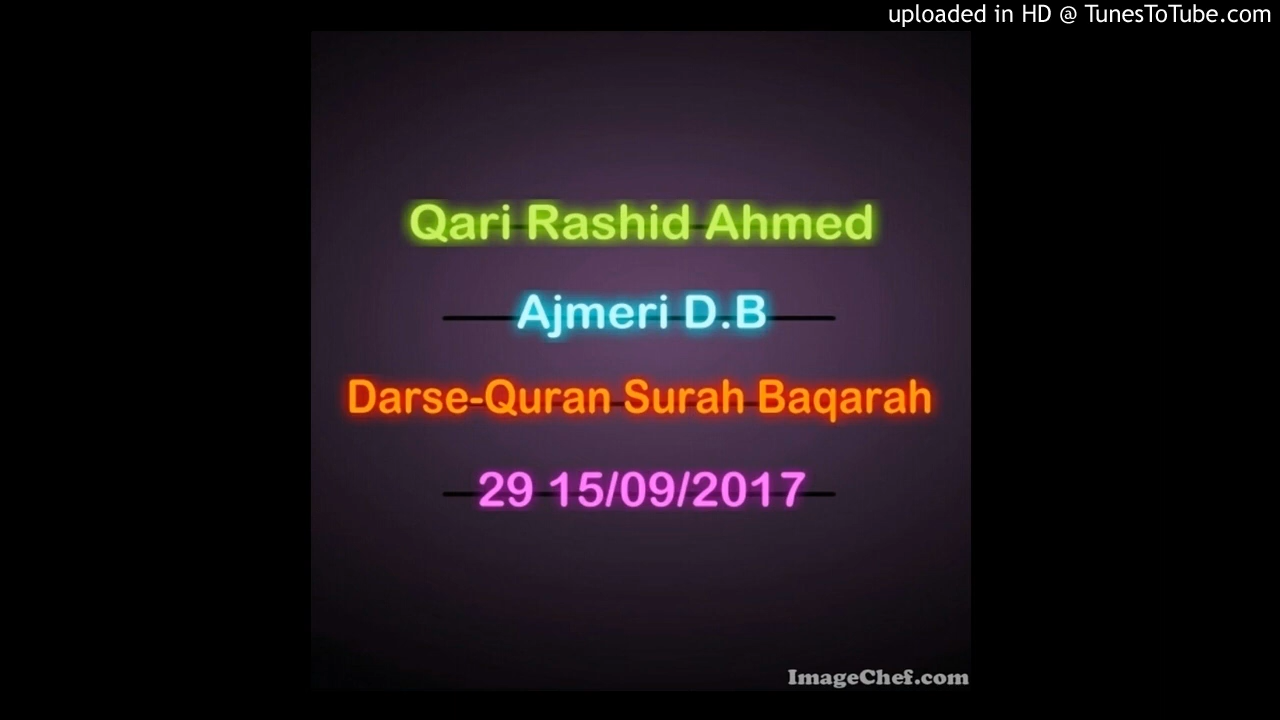 uploaded in HD @ TunesToTube.com
Qari Rashid Ahmed
Ajmeri D.B
Darse-Quran Surah Baqarah
29 15/09/2017
ImageChef.com